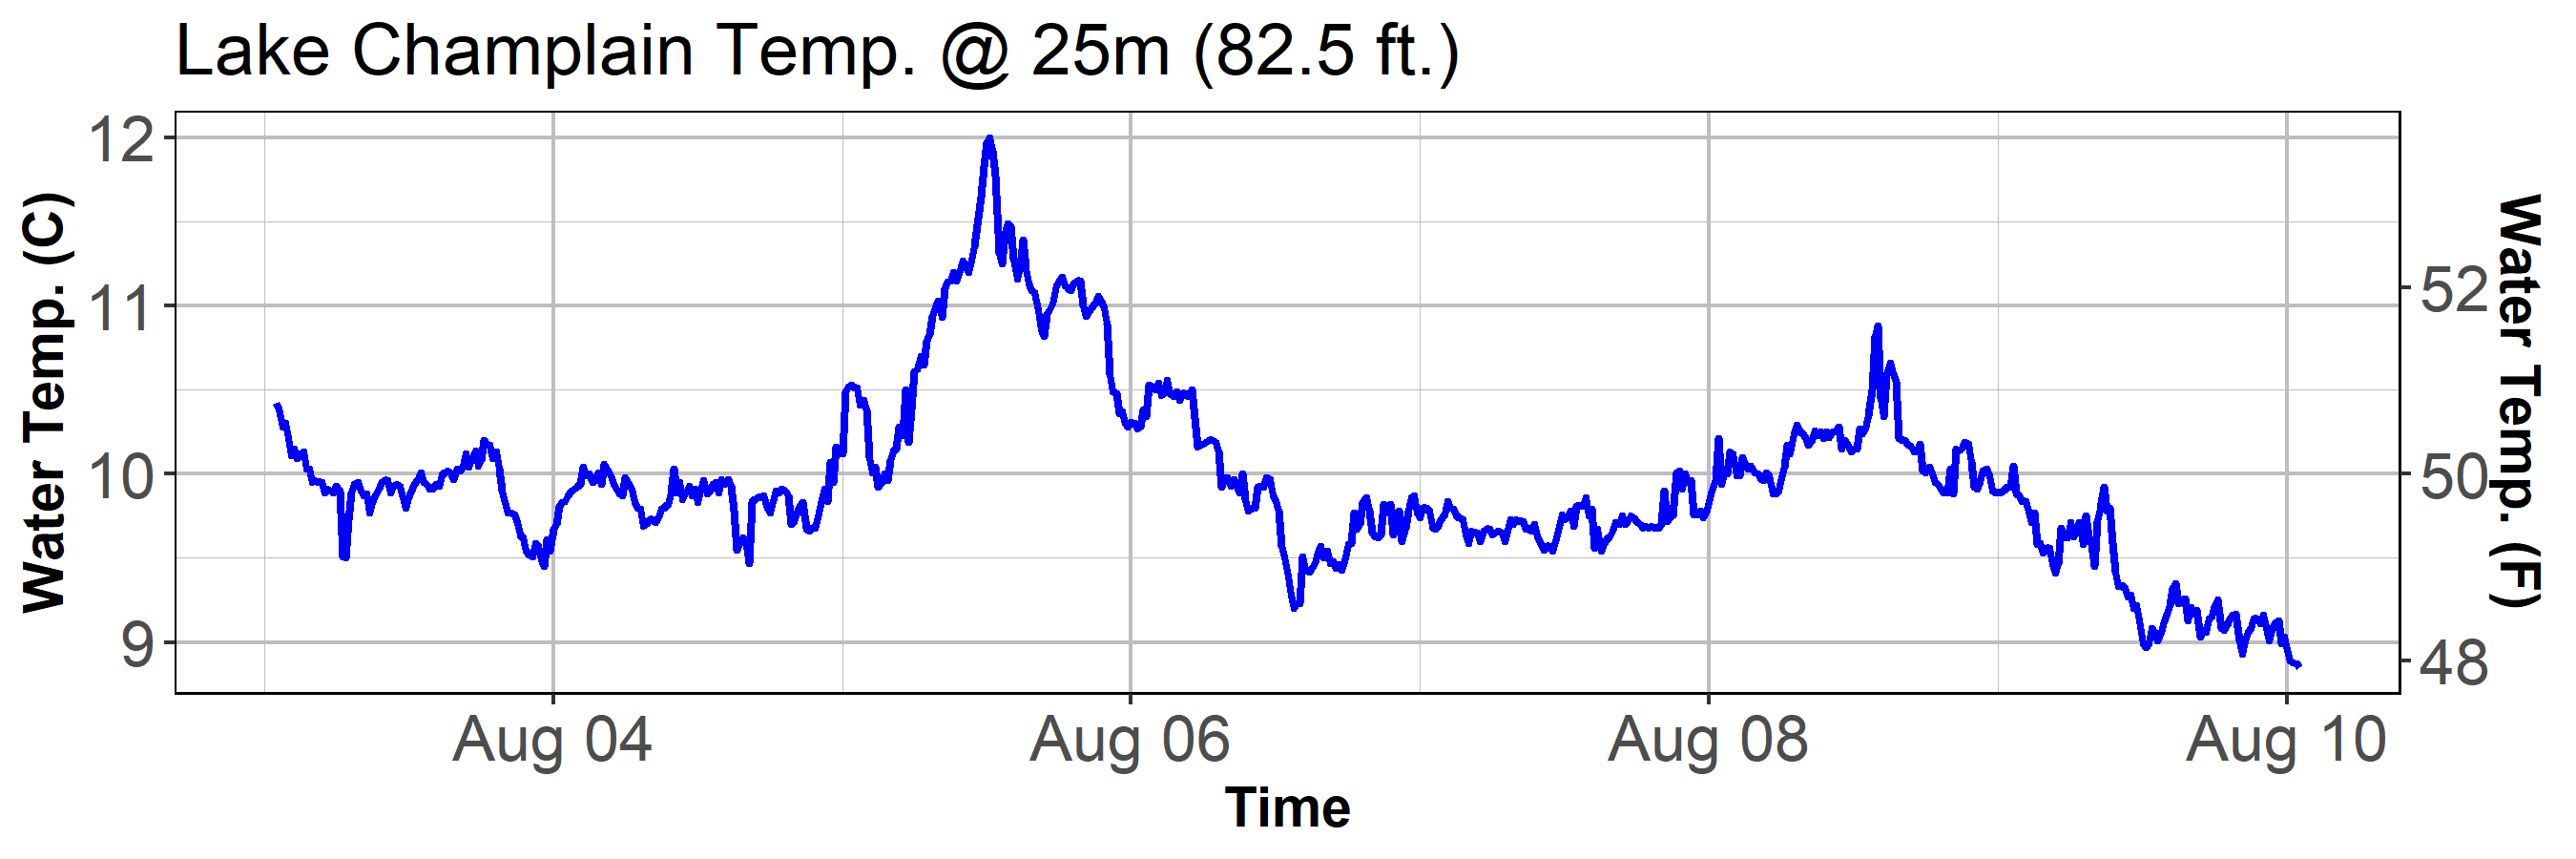 Lake Champlain Temp. @ 25m (82.5 ft.)
12
11
10
9
Water Temp. (C)
52
50
48
Water Temp. (F)
Aug 04 Aug 06 Aug 08 Aug 10
Time